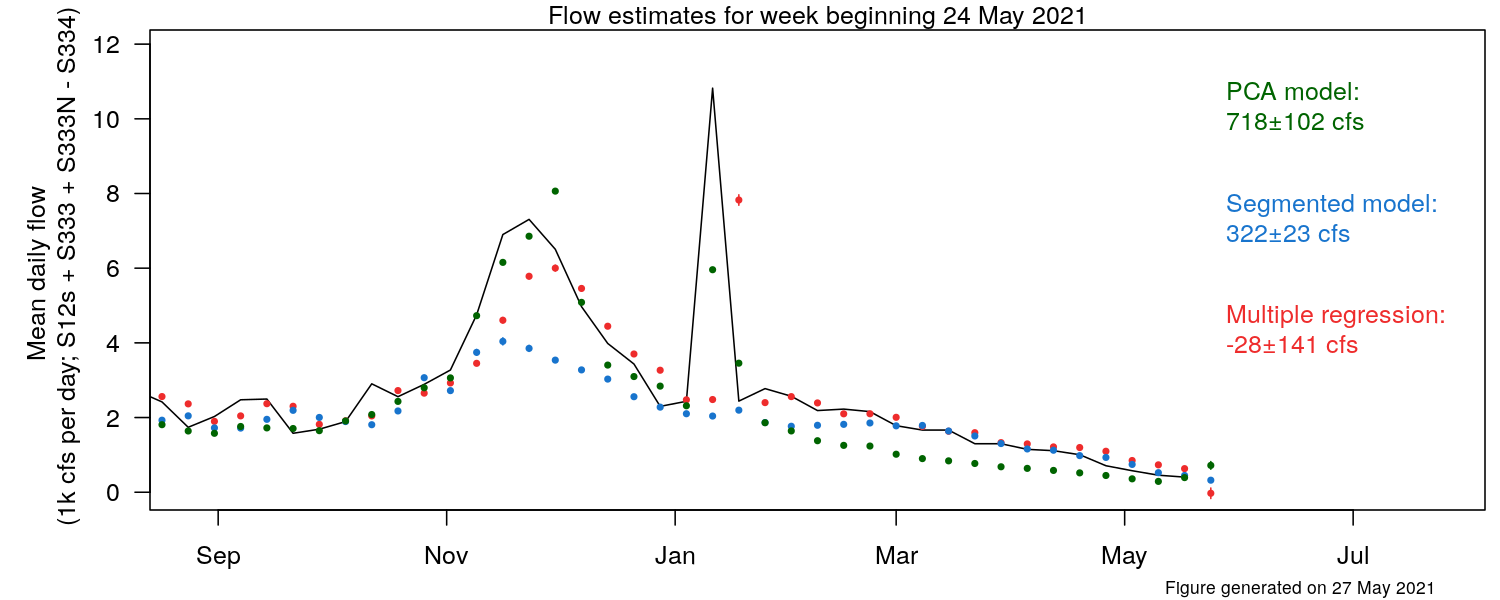 Flow estimates for week beginning 24 May 2021
Mean daily flow
(1k cfs per day; S12s + S333 + S333N - S334)
12
10
8
6
4
2
0
PCA model:
718±102 cfs
Segmented model:
322±23 cfs
Multiple regression:
-28±141 cfs
Sep Nov Jan Mar May Jul
Figure generated on 27 May 2021